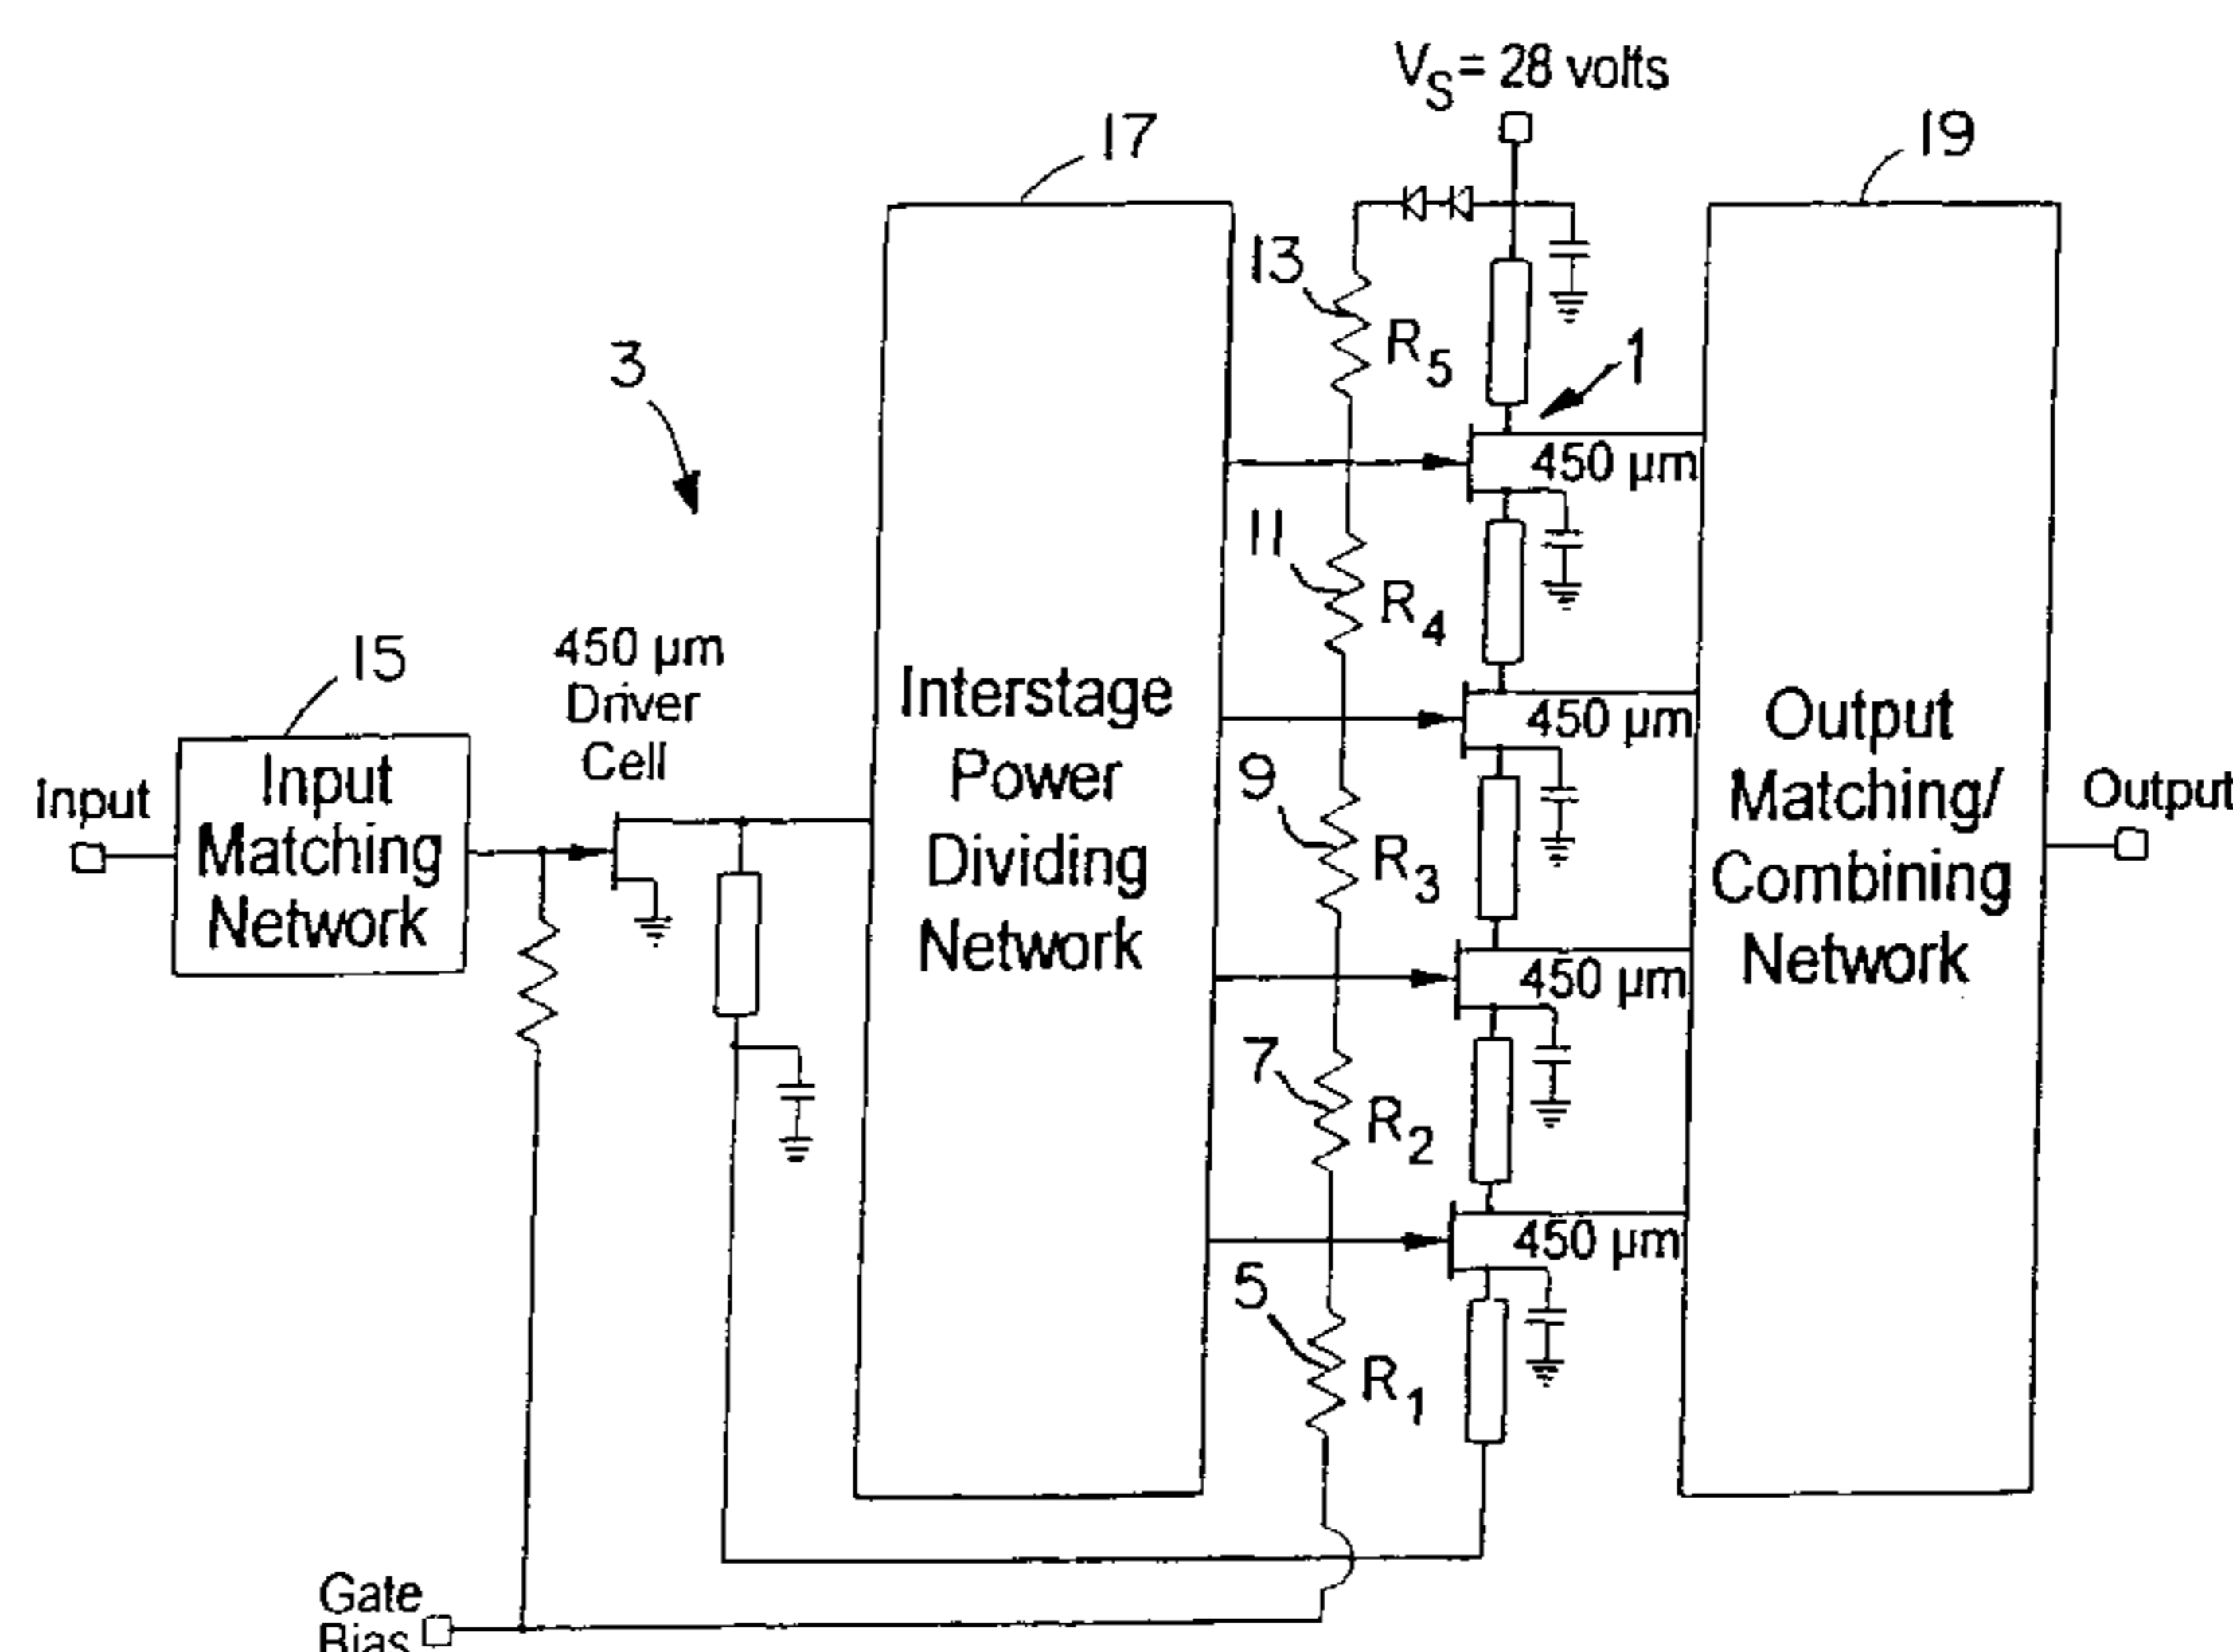 V_S = 28 volts
17
19
13
R_5
1
3
450 µm
11
R_4
15
450 µm
Driver
Cell
Input
Input
Matching
Network
Interstage
Power
Dividing
Network
450 µm
9
R_3
Output
Matching/
Combining
Network
Output
450 µm
7
R_2
450 µm
5
R_1
Gate
Bias